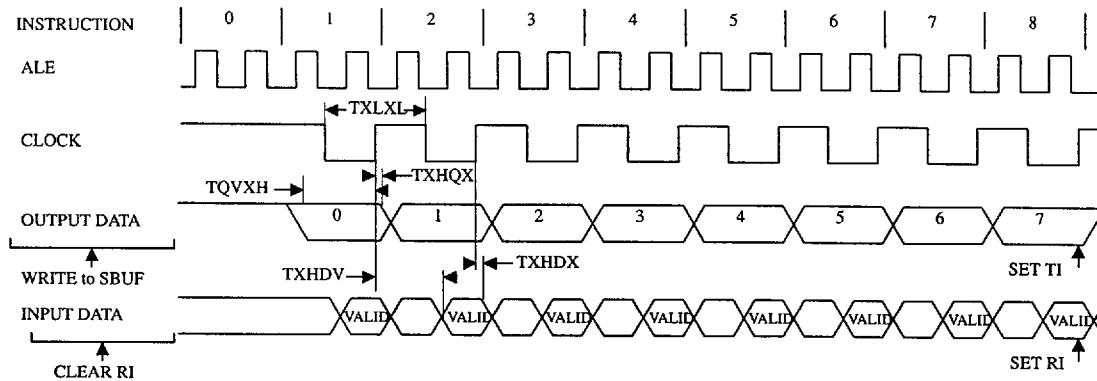 INSTRUCTION 0 1 2 3 4 5 6 7 8
ALE
TXLXL
CLOCK
TXHQX
TQVXH
OUTPUT DATA 0 1 2 3 4 5 6 7
TXHDV TXHDX
WRITE to SBUF SET TI
INPUT DATA VALID VALID VALID VALID VALID VALID VALID VALID
CLEAR RI SET RI